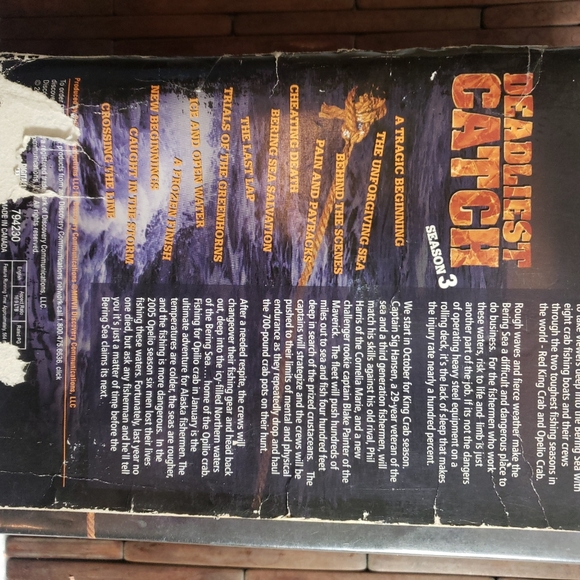 DEADLIEST
CATCH
SEASON 3
A TRAGIC BEGINNING
THE UNFORGIVING SEA
BEHIND THE SCENES
PAIN AND PAYBACKS
CHEATING DEATH
BERING SEA SALVATION
THE LAST LAP
TRIALS OF THE GREENHORNS
ICE AND OPEN WATER
A FROZEN FINISH
NEW BEGINNINGS
CAUGHT IN THE STORM
CROSSING THE LINE
eight crab fishing boats and their crews
through the two toughest fishing seasons in
the world - Red King Crab and Opelio Crab.
Rough waves and fierce weather make the
Bering Sea a difficult and dangerous place to
do business. For the fishermen who work
these waters, risk to life and limb is just
another part of the job. If its not the dangers
of operating heavy steel equipment on a
rolling deck, it's the lack of sleep that makes
the injury rate nearly a hundred percent.
We start in October for King Crab season.
Captain Sig Hansen, a 29-year veteran of the
sea and a third generation fishermen, will
match his skills against his old rival, Phil
Harris of the Cornelia Marie, and a new
challenger rookie captain Blake Painter of the
Maverick. The fleet will push hundreds of
miles out to and fish four hundred feet
deep in search of the prized crustaceans. The
captains will strategize and the crews will be
pushed to their limits of mental and physical
endurance as they repeatedly drop and haul
the 700-pound crab pots on their hunt.
After a needed respite, the crews will
changeover their fishing gear and head back
out, deep into the icy-filled Northern waters
of the Bering Sea.... home of the Opilio crab.
Fishing for Opilio crab in January is the
ultimate adventure for Alaska fishermen. The
temperatures are colder, the seas are rougher,
and the fishing is more dangerous. In the
2005 Opelio season six men lost their lives
fishing these waters. Fortunately, last year no
one died, but ask any fisherman and he'll tell
you it's just a matter of time before the
Bering Sea claims its next.
Communications, LLC. All rights reserved.
794230
MADE IN CANADA
English